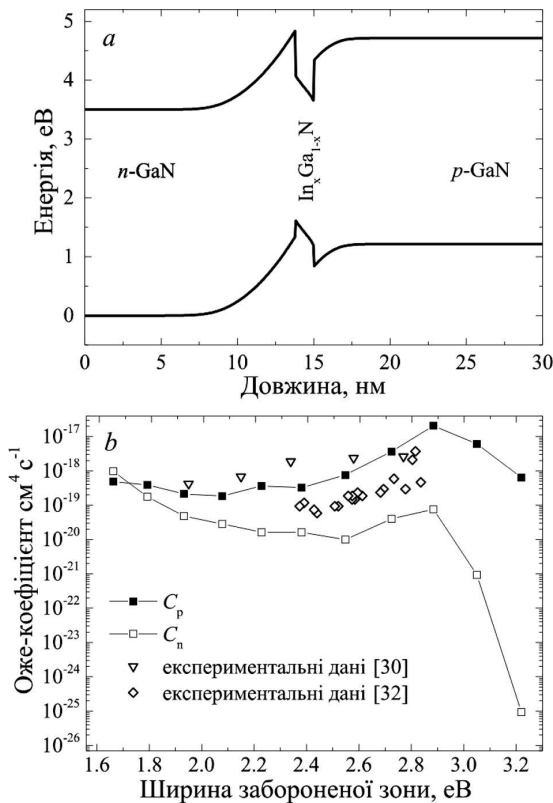 a
5
4
3
2
1
0
Енергія, еВ
n-GaN
InxGa1-xN
p-GaN
0 5 10 15 20 25 30
Довжина, нм
b
10⁻¹⁷
10⁻¹⁸
10⁻¹⁹
10⁻²⁰
10⁻²¹
10⁻²²
10⁻²³
10⁻²⁴
10⁻²⁵
10⁻²⁶
Оже-коефіцієнт см⁴ с⁻¹
Cp
Cn
експериментальні дані [30]
експериментальні дані [32]
1.6 1.8 2.0 2.2 2.4 2.6 2.8 3.0 3.2
Ширина забороненої зони, еВ